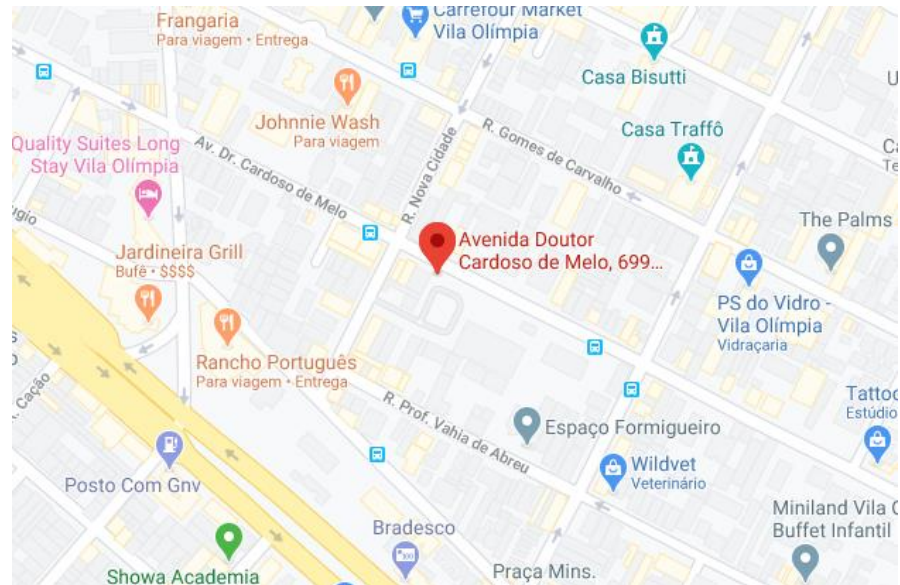 Frangaria
Para viagem • Entrega
Carrefour Market
Vila Olímpia
Casa Bisutti
Johnnie Wash
Para viagem
Casa Traffô
Quality Suites Long
Stay Vila Olímpia
Av. Dr. Cardoso de Melo
R. Nova Cidade
R. Gomes de Carvalho
The Palms
Avenida Doutor
Cardoso de Melo, 699...
Jardineira Grill
Bufê • $$$$
PS do Vidro -
Vila Olímpia
Vidraçaria
Rancho Português
Para viagem • Entrega
Cação
R. Prof. Vahia de Abreu
Espaço Formigueiro
Estúdio
Posto Com Gnv
Wildvet
Veterinário
Miniland Vila O
Buffet Infantil
Bradesco
Showa Academia
Praça Mins.